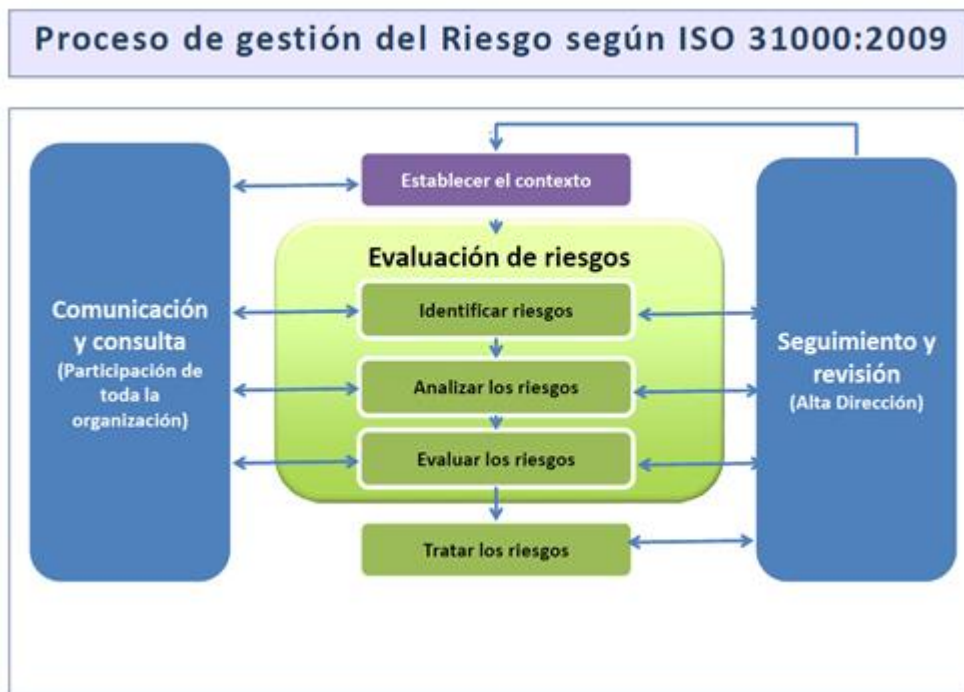 Proceso de gestión del Riesgo según ISO 31000:2009
Establecer el contexto
Evaluación de riesgos
Identificar riesgos
Analizar los riesgos
Evaluar los riesgos
Tratar los riesgos
Comunicación
y consulta
(Participación de
toda la
organización)
Seguimiento y
revisión
(Alta Dirección)